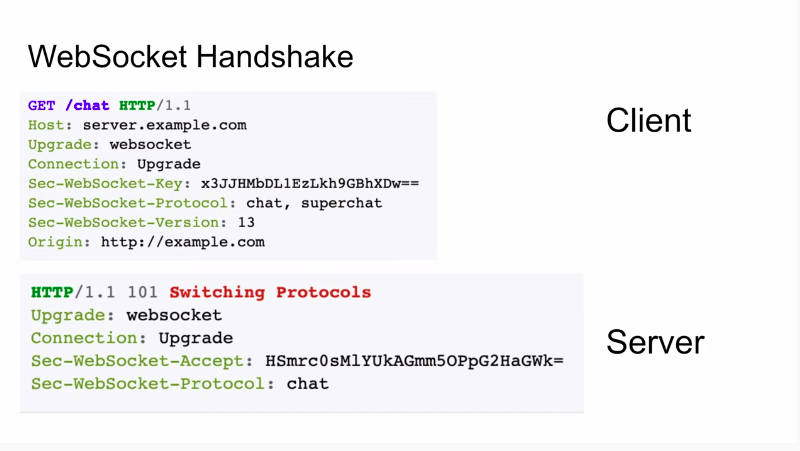 WebSocket Handshake
GET /chat HTTP/1.1
Host: server.example.com
Upgrade: websocket
Connection: Upgrade
Sec-WebSocket-Key: x3JJHMbDL1EzLkh9GBhXDw==
Sec-WebSocket-Protocol: chat, superchat
Sec-WebSocket-Version: 13
Origin: http://example.com
Client
HTTP/1.1 101 Switching Protocols
Upgrade: websocket
Connection: Upgrade
Sec-WebSocket-Accept: HSmrc0sMlYUkAGmm5OPpG2HaGWk=
Sec-WebSocket-Protocol: chat
Server